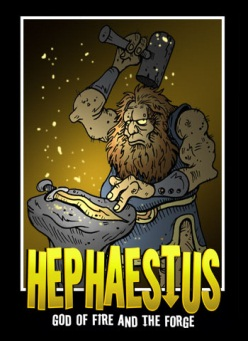 HEPHAESTUS
GOD OF FIRE AND THE FORGE